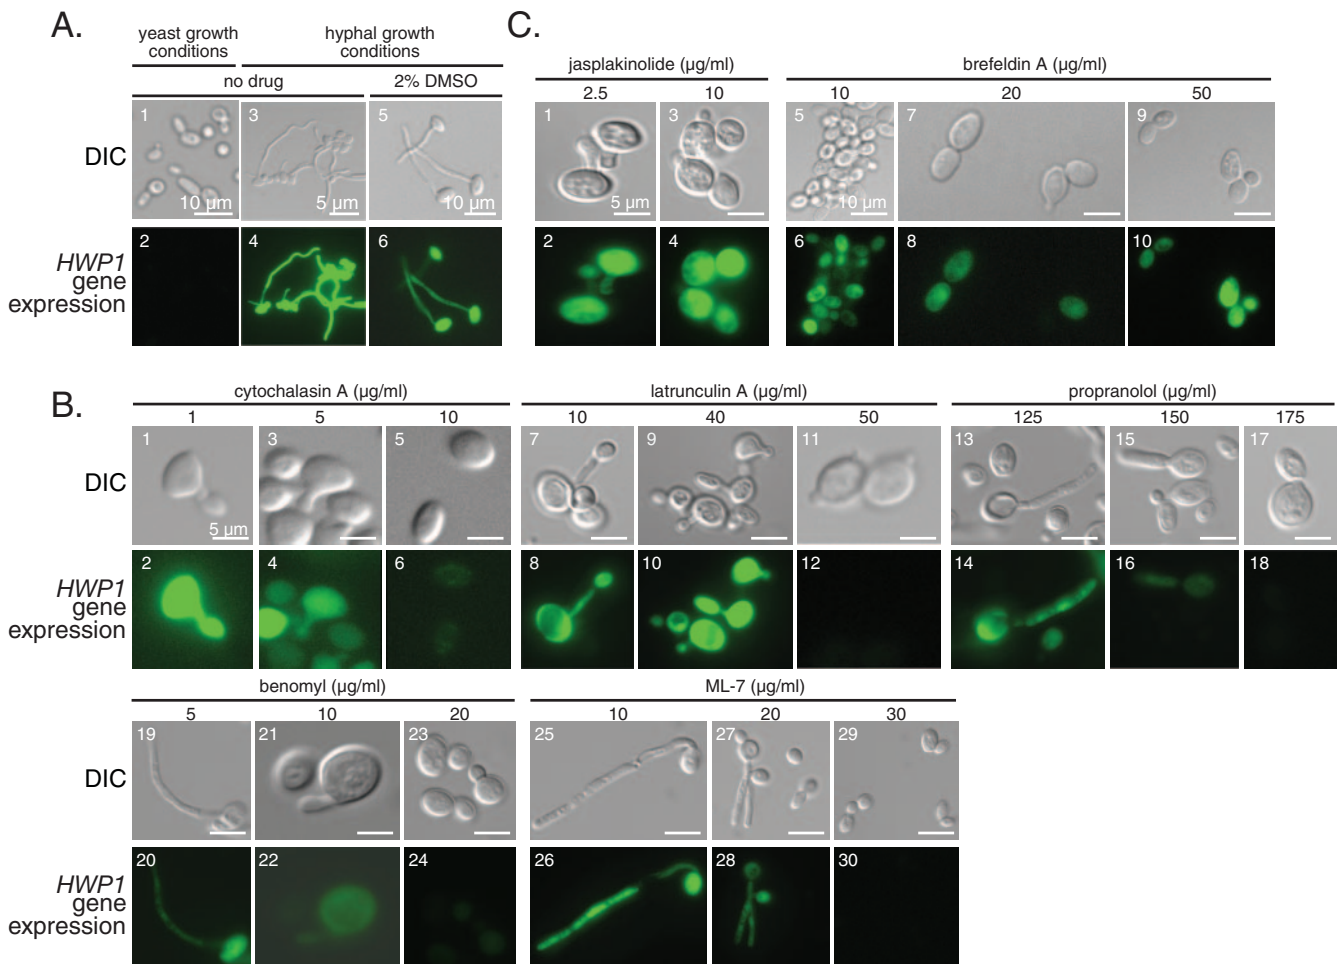 A.
yeast growth conditions
hyphal growth conditions
no drug
2% DMSO
DIC
1
10 µm
3
5 µm
5
10 µm
HWP1 gene expression
2
4
6
C.
jasplakinolide (µg/ml)
brefeldin A (µg/ml)
2.5
10
10
20
50
1
5 µm
3
5
10 µm
7
9
2
4
6
8
10
B.
cytochalasin A (µg/ml)
latrunculin A (µg/ml)
propranolol (µg/ml)
1
5
10
10
40
50
125
150
175
DIC
1
5 µm
3
5
7
9
11
13
15
17
HWP1 gene expression
2
4
6
8
10
12
14
16
18
benomyl (µg/ml)
ML-7 (µg/ml)
5
10
20
10
20
30
DIC
19
21
23
25
27
29
HWP1 gene expression
20
22
24
26
28
30